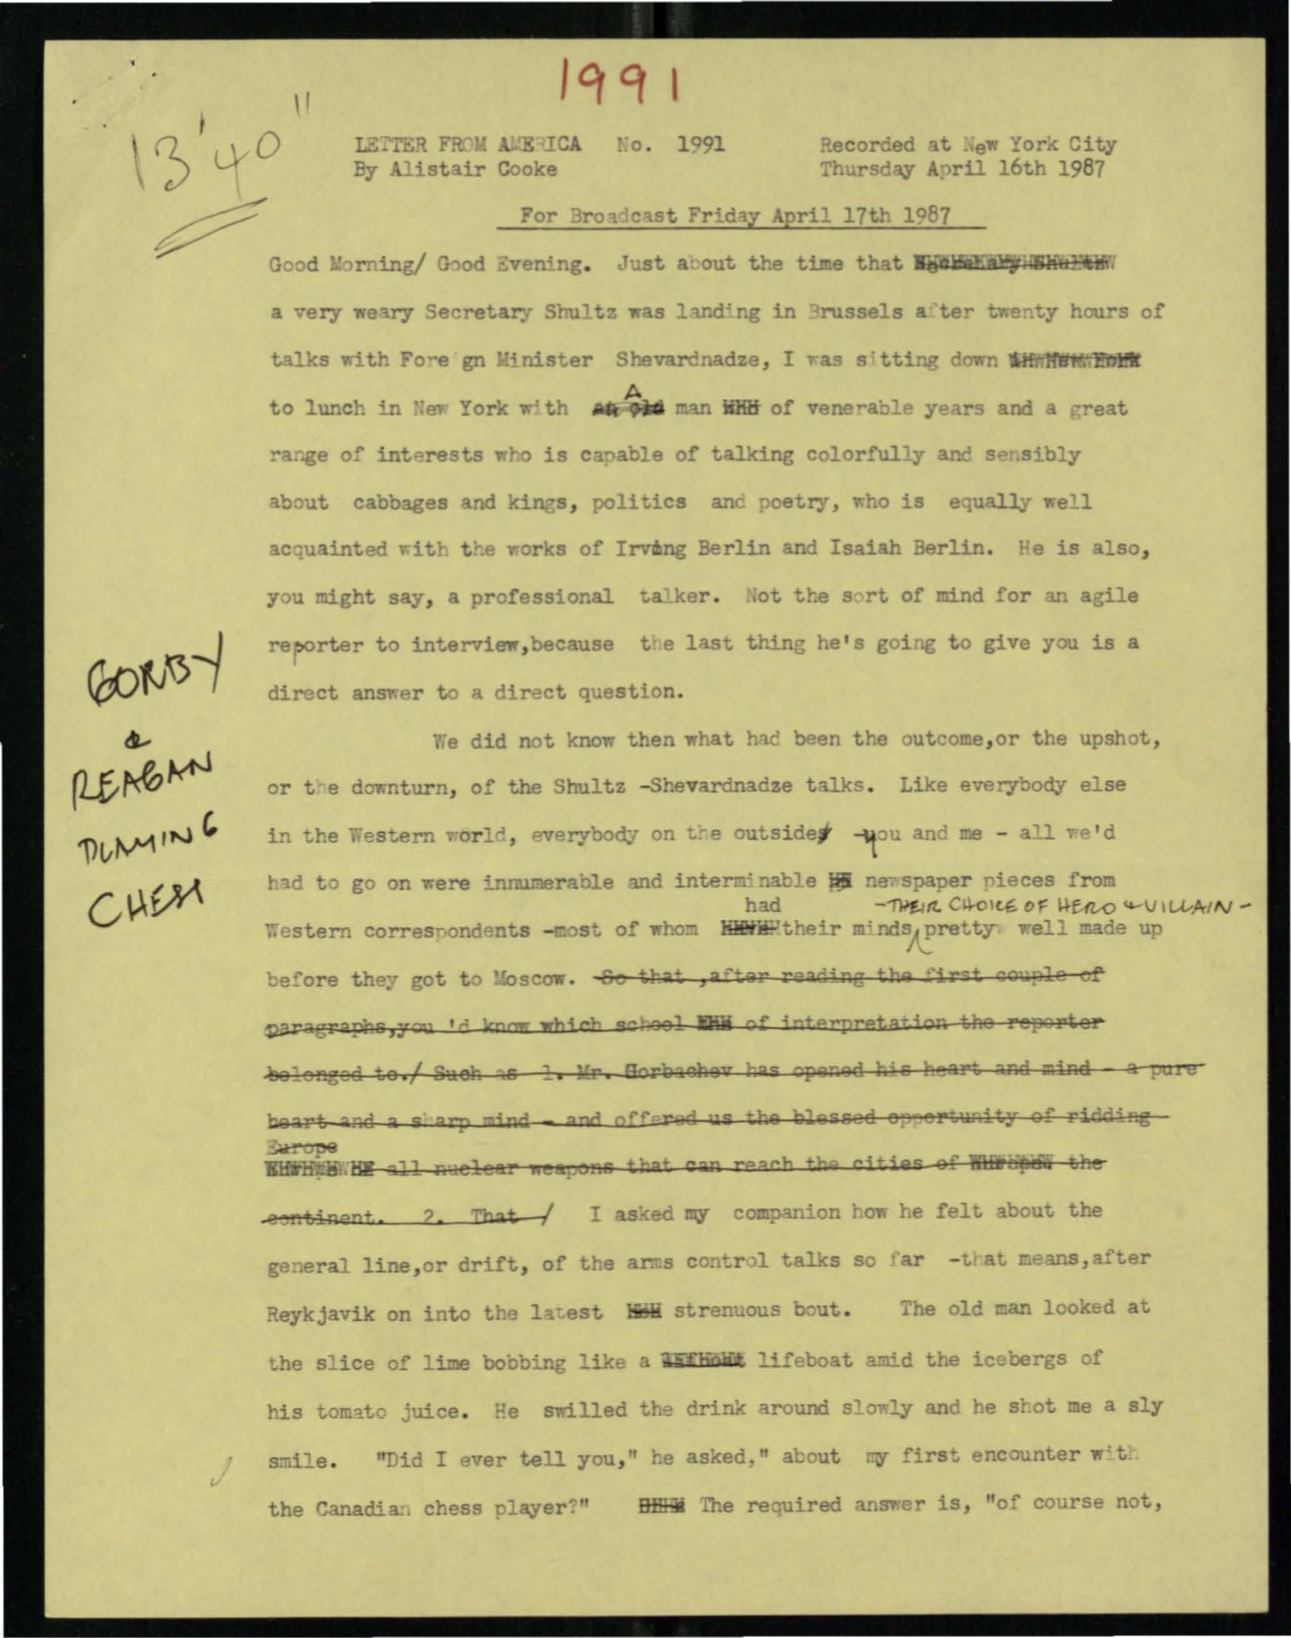 1991
13'40"
LETTER FROM AMERICA No. 1991 Recorded at New York City
By Alistair Cooke Thursday April 16th 1987
For Broadcast Friday April 17th 1987
Good Morning/ Good Evening. Just about the time that
a very weary Secretary Shultz was landing in Brussels after twenty hours of
talks with Fore gn Minister Shevardnadze, I was sitting down
A
to lunch in New York with an old man of venerable years and a great
range of interests who is capable of talking colorfully and sensibly
about cabbages and kings, politics and poetry, who is equally well
acquainted with the works of Irving Berlin and Isaiah Berlin. He is also,
you might say, a professional talker. Not the sort of mind for an agile
reporter to interview,because the last thing he's going to give you is a
direct answer to a direct question.
GORBY
&
REAGAN
PLAYING
CHESS
We did not know then what had been the outcome,or the upshot,
or the downturn, of the Shultz -Shevardnadze talks. Like everybody else
in the Western world, everybody on the outside -you and me - all we'd
had to go on were innumerable and interminable newspaper pieces from
had -THEIR CHOICE OF HERO & VILLAIN-
Western correspondents -most of whom their minds pretty well made up
before they got to Moscow. So that ,after reading the first couple of
paragraphs,you 'd know which school of interpretation the reporter
belonged to./ Such as 1. Mr. Gorbachev has opened his heart and mind - a pure
heart and a sharp mind - and offered us the blessed opportunity of ridding
Europe
all nuclear weapons that can reach the cities of the
continent. 2. That / I asked my companion how he felt about the
general line,or drift, of the arms control talks so far -that means,after
Reykjavik on into the latest strenuous bout. The old man looked at
the slice of lime bobbing like a lifeboat amid the icebergs of
his tomato juice. He swilled the drink around slowly and he shot me a sly
smile. "Did I ever tell you," he asked," about my first encounter with
the Canadian chess player?" The required answer is, "of course not,